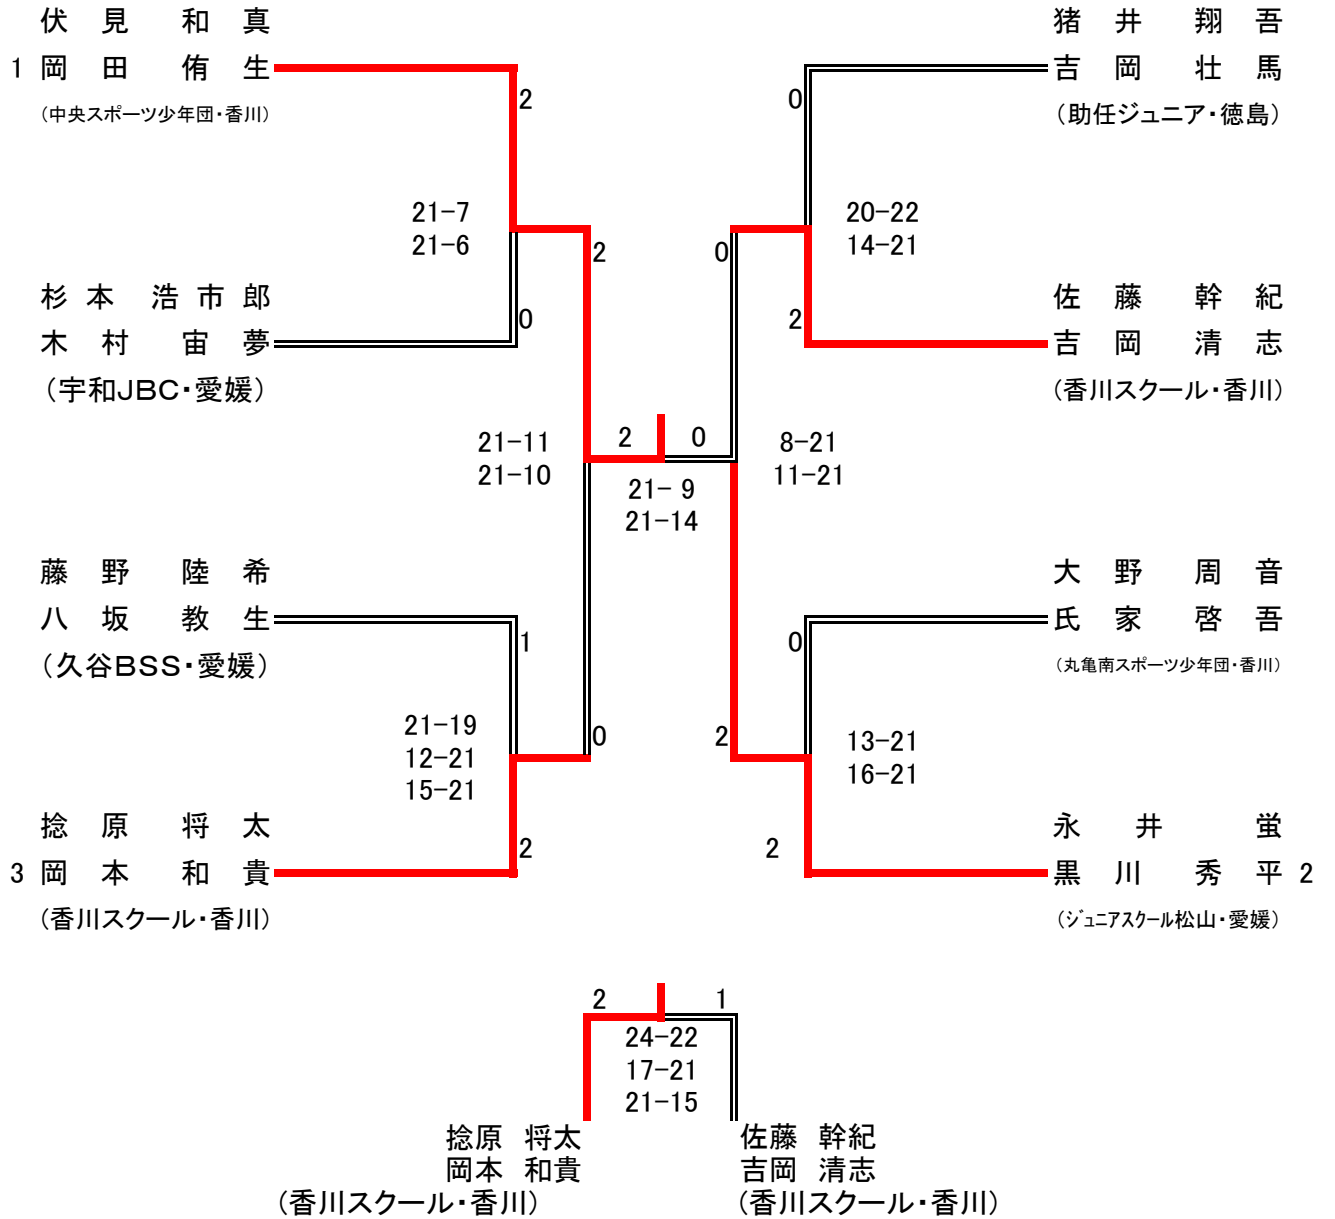 伏見 和真
1 岡田 侑生
（中央スポーツ少年団・香川）
2
21-7
21-6
0
杉本 浩市郎
木村 宙夢
（宇和JBC・愛媛）
2
21-11
21-10
藤野 陸希
八坂 教生
（久谷BSS・愛媛）
1
21-19
12-21
15-21
0
捻原 将太
3 岡本 和貴
2
（香川スクール・香川）
2 0
21- 9
21-14
猪井 翔吾
吉岡 壮馬
（助任ジュニア・徳島）
0
20-22
14-21
0
2
佐藤 幹紀
吉岡 清志
（香川スクール・香川）
8-21
11-21
大野 周音
氏家 啓吾
（丸亀南スポーツ少年団・香川）
0
13-21
16-21
2
2
永井 蛍
黒川 秀平 2
（ｼﾞｭﾆｱｽｸｰﾙ松山・愛媛）
2 1
24-22
17-21
21-15
捻原 将太
岡本 和貴
（香川スクール・香川）
佐藤 幹紀
吉岡 清志
（香川スクール・香川）